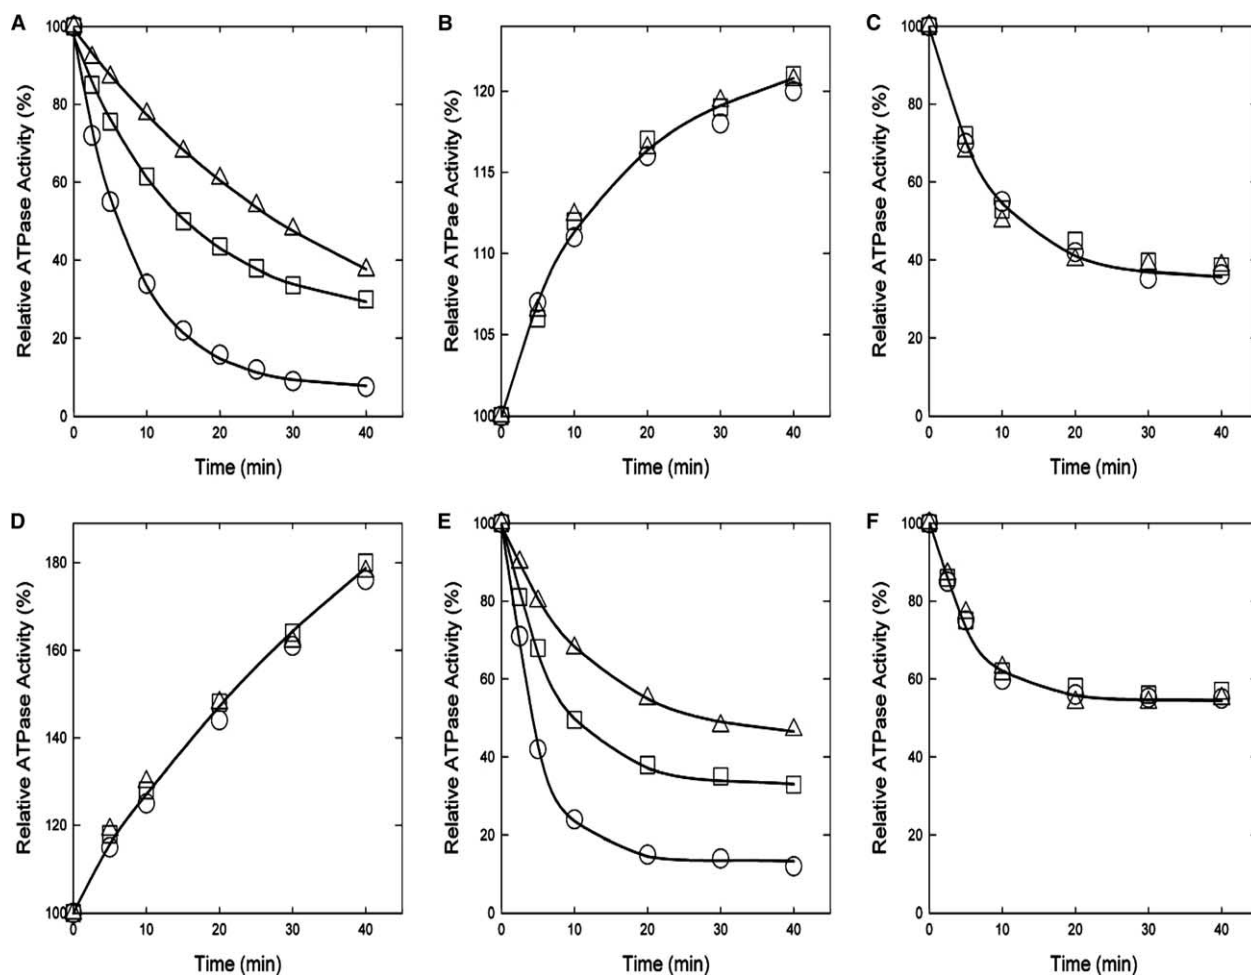 A
B
C
100
80
60
40
20
0
Relative ATPase Activity (%)
0 10 20 30 40
Time (min)
120
115
110
105
100
Relative ATPae Activity (%)
0 10 20 30 40
Time (min)
100
80
60
40
20
0
Relative ATPase Activity (%)
0 10 20 30 40
Time (min)
D
E
F
180
160
140
120
100
Relative ATPase Activity (%)
0 10 20 30 40
Time (min)
100
80
60
40
20
0
Relative ATPase Activity (%)
0 10 20 30 40
Time (min)
100
80
60
40
20
0
Relative ATPase Activity (%)
0 10 20 30 40
Time (min)